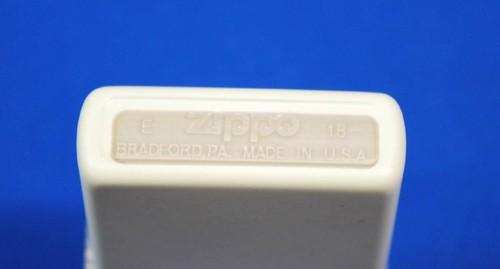 E Zippo 18
BRADFORD, PA. MADE IN U.S.A.